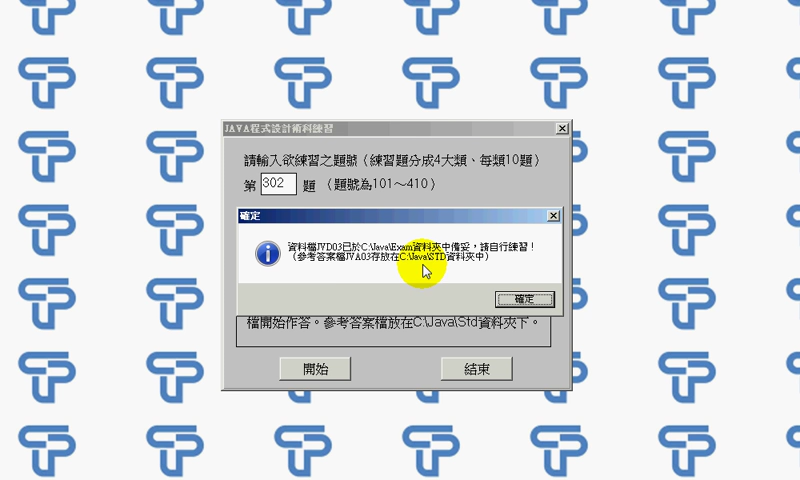 JAVA程式設計術科練習
請輸入欲練習之題號（練習題分成4大類、每類10題）
第 302 題 （題號為101～410）
確定
資料檔JVD03已於C:\Java\Exam資料夾中備妥，請自行練習！
（參考答案檔JVA03存放在C:\Java\STD資料夾中）
確定
檔開始作答。參考答案檔放在C:\Java\Std資料夾下。
開始 結束